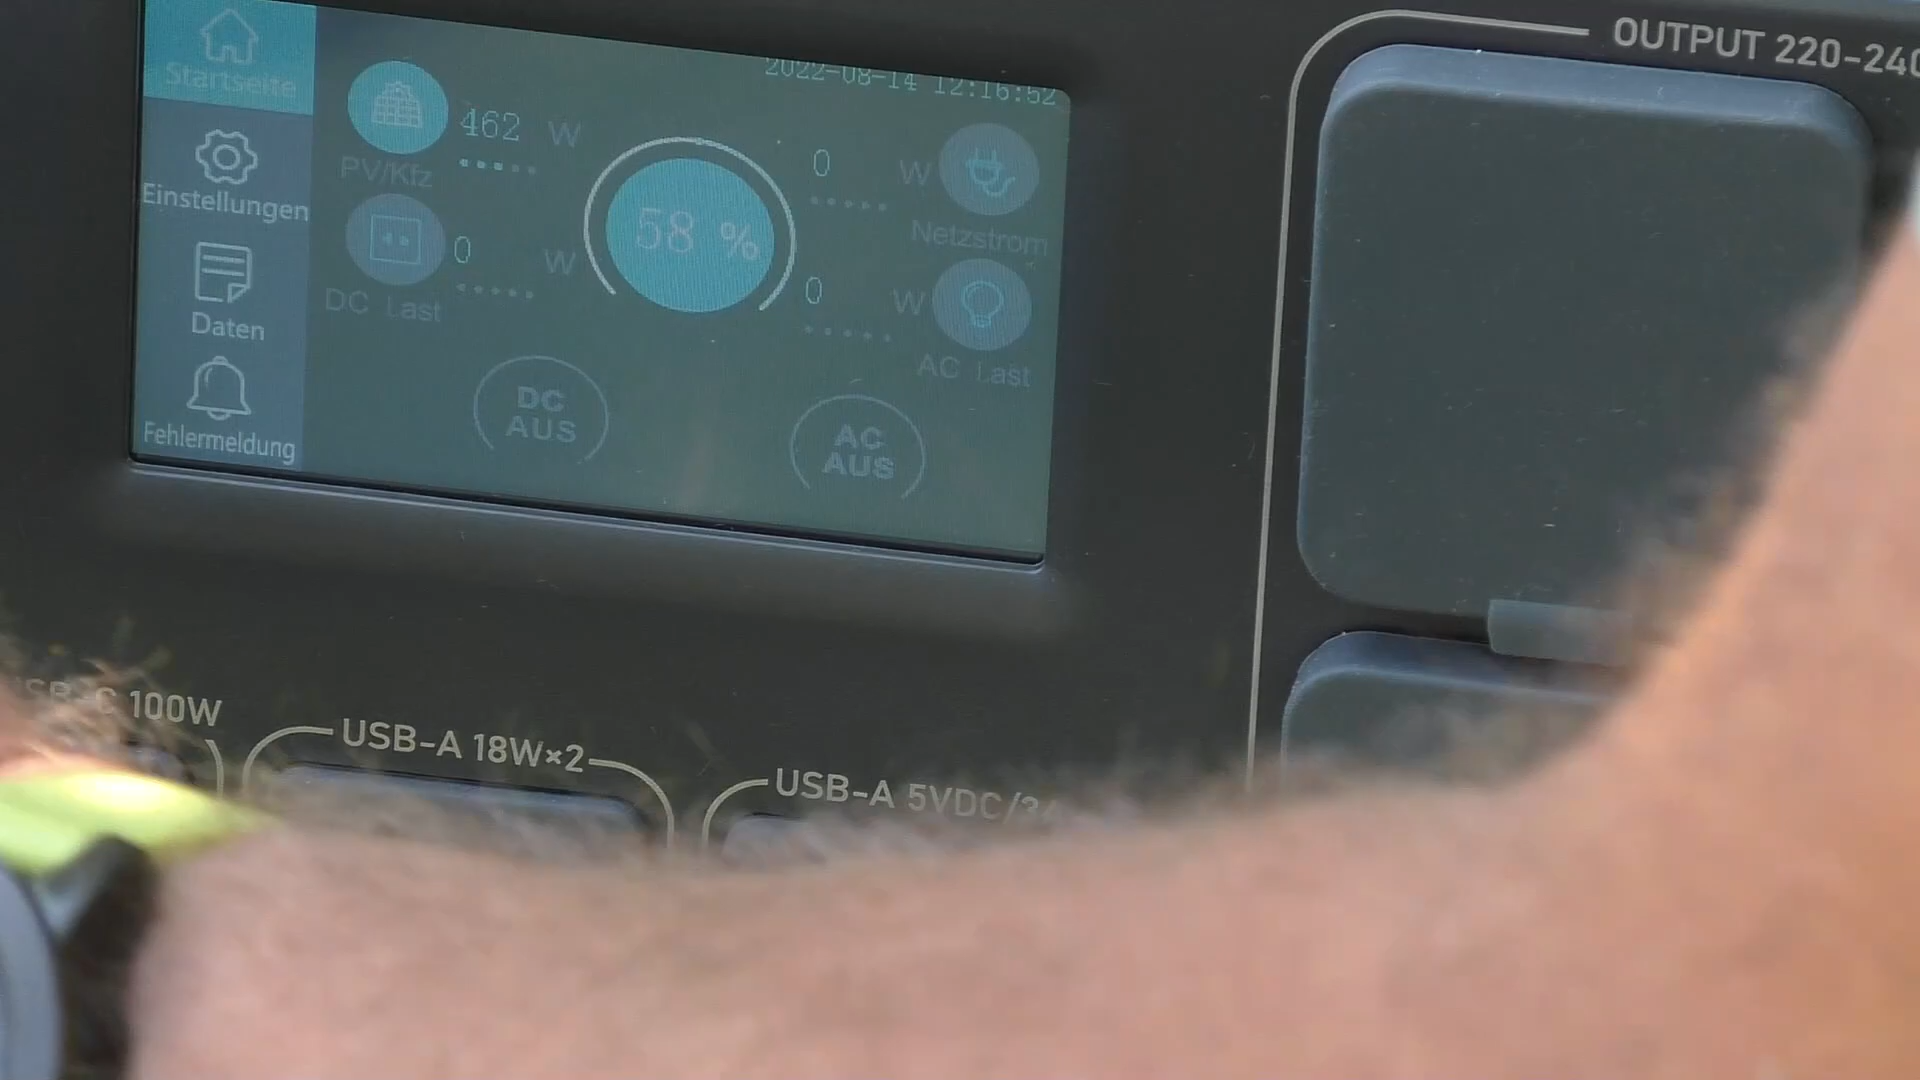 Startseite
Einstellungen
Daten
Fehlermeldung
2022-08-14 12:16:52
462 W
PV/Kfz
0 W
DC Last
58 %
0 W
Netzstrom
0 W
AC Last
DC
AUS
AC
AUS
OUTPUT 220-240
100W
USB-A 18W×2
USB-A 5VDC/3A